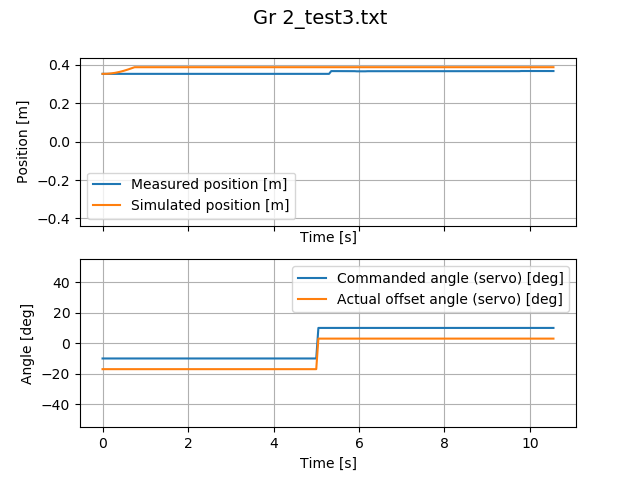 Gr 2_test3.txt
0.4
0.2
0.0
−0.2
−0.4
Position [m]
Measured position [m]
Simulated position [m]
Time [s]
40
20
0
−20
−40
Angle [deg]
Commanded angle (servo) [deg]
Actual offset angle (servo) [deg]
0 2 4 6 8 10
Time [s]